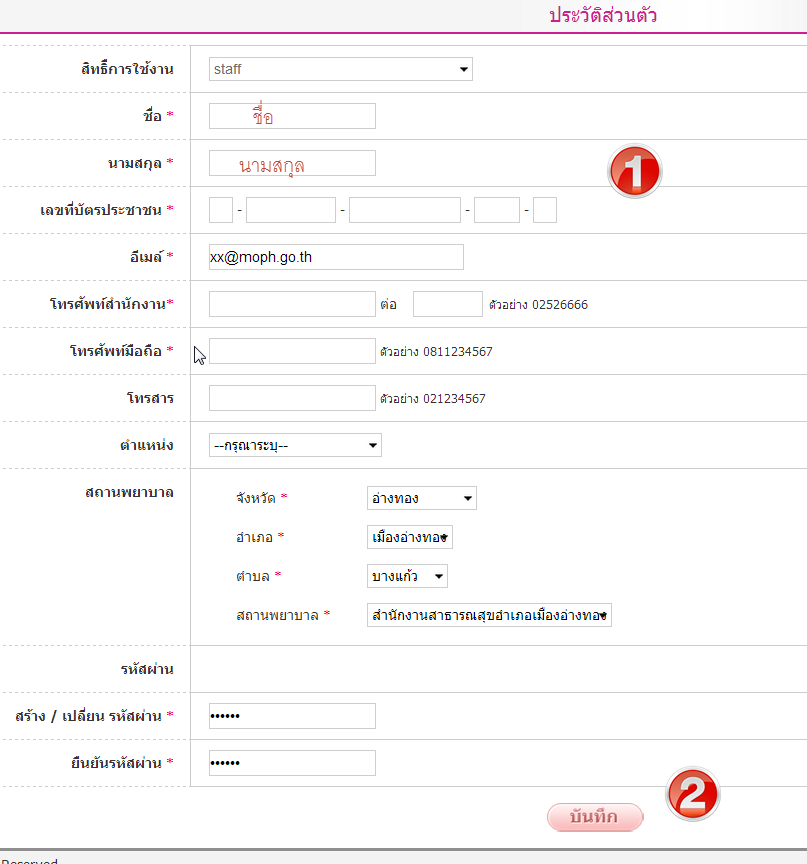 ประวัติส่วนตัว
สิทธิ์การใช้งาน staff
ชื่อ * ชื่อ
นามสกุล * นามสกุล
1
เลขที่บัตรประชาชน * - - - -
อีเมล์ * xx@moph.go.th
โทรศัพท์สำนักงาน* ต่อ ตัวอย่าง 02526666
โทรศัพท์มือถือ * ตัวอย่าง 0811234567
โทรสาร ตัวอย่าง 021234567
ตำแหน่ง --กรุณาระบุ--
สถานพยาบาล จังหวัด * อ่างทอง
อำเภอ * เมืองอ่างทอง
ตำบล * บางแก้ว
สถานพยาบาล * สำนักงานสาธารณสุขอำเภอเมืองอ่างทอง
รหัสผ่าน
สร้าง / เปลี่ยน รหัสผ่าน * ••••••
ยืนยันรหัสผ่าน * ••••••
2
บันทึก
Reserved